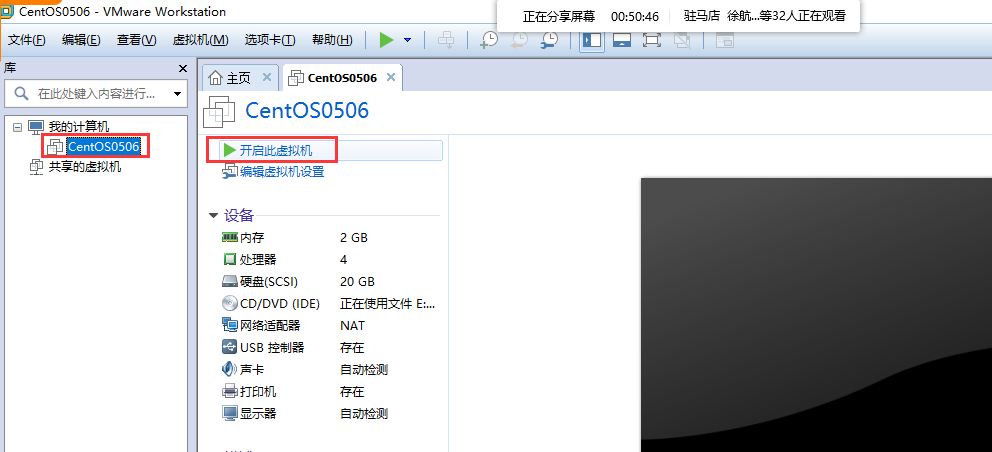 CentOS0506 - VMware Workstation
正在分享屏幕 00:50:46 驻马店 徐航...等32人正在观看
文件(F) 编辑(E) 查看(V) 虚拟机(M) 选项卡(T) 帮助(H)
库
在此处键入内容进行...
我的计算机
CentOS0506
共享的虚拟机
主页 CentOS0506
CentOS0506
开启此虚拟机
编辑虚拟机设置
设备
内存 2 GB
处理器 4
硬盘(SCSI) 20 GB
CD/DVD (IDE) 正在使用文件 E:...
网络适配器 NAT
USB 控制器 存在
声卡 自动检测
打印机 存在
显示器 自动检测